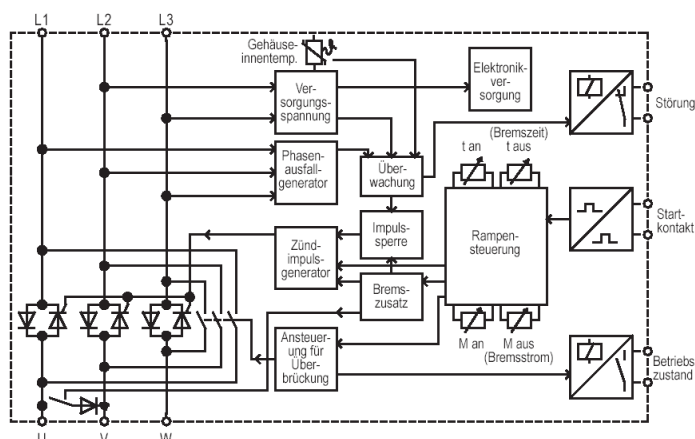 L1
L2
L3
Gehäuse-
innentemp.
ϑ
Ver-
sorgungs-
spannung
Elektronik-
ver-
sorgung
Störung
Phasen-
ausfall-
generator
Über-
wachung
(Bremszeit)
t an
t aus
Impuls-
sperre
Zünd-
impuls-
generator
Rampen-
steuerung
Start-
kontakt
Brems-
zusatz
Ansteuer-
ung für
Über-
brückung
M an
M aus
(Bremsstrom)
Betriebs
zustand
U
V
W